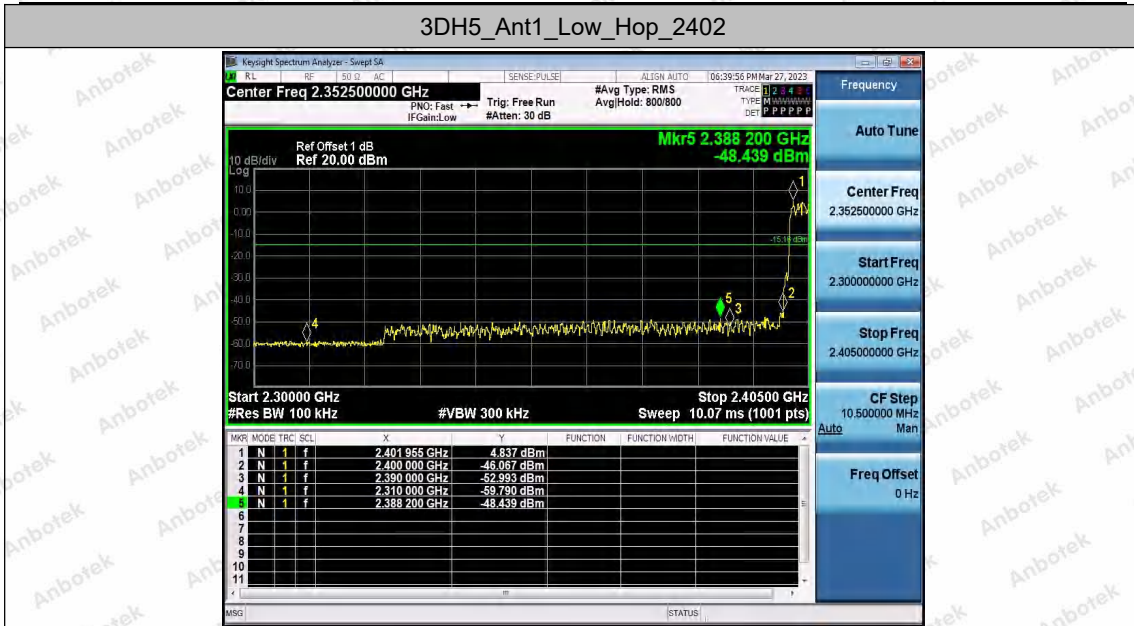 3DH5_Ant1_Low_Hop_2402
Keysight Spectrum Analyzer - Swept SA
RL RF 50 Ω AC SENSE:PULSE ALIGN AUTO 06:39:56 PM Mar 27, 2023
Center Freq 2.352500000 GHz
PNO: Fast
IFGain:Low
Trig: Free Run
#Atten: 30 dB
#Avg Type: RMS
Avg|Hold: 800/800
TRACE 1 2 3 4 5 6
TYPE M
DET P P P P P P
Frequency
Auto Tune
Center Freq
2.352500000 GHz
Start Freq
2.300000000 GHz
Stop Freq
2.405000000 GHz
CF Step
10.500000 MHz
Auto Man
Freq Offset
0 Hz
Mkr5 2.388 200 GHz
-48.439 dBm
Ref Offset 1 dB
10 dB/div Ref 20.00 dBm
Log
10.0
0.00
-10.0
-20.0
-30.0
-40.0
-50.0
-60.0
-70.0
1
2
3
4
5
Start 2.30000 GHz Stop 2.40500 GHz
#Res BW 100 kHz #VBW 300 kHz Sweep 10.07 ms (1001 pts)
MKR MODE TRC SCL X Y FUNCTION FUNCTION WIDTH FUNCTION VALUE
1 N 1 f 2.401 965 GHz 4.837 dBm
2 N 1 f 2.400 000 GHz -46.067 dBm
3 N 1 f 2.390 000 GHz -52.993 dBm
4 N 1 f 2.310 000 GHz -59.790 dBm
5 N 1 f 2.388 200 GHz -48.439 dBm
6
7
8
9
10
11
MSG STATUS
Anbotek